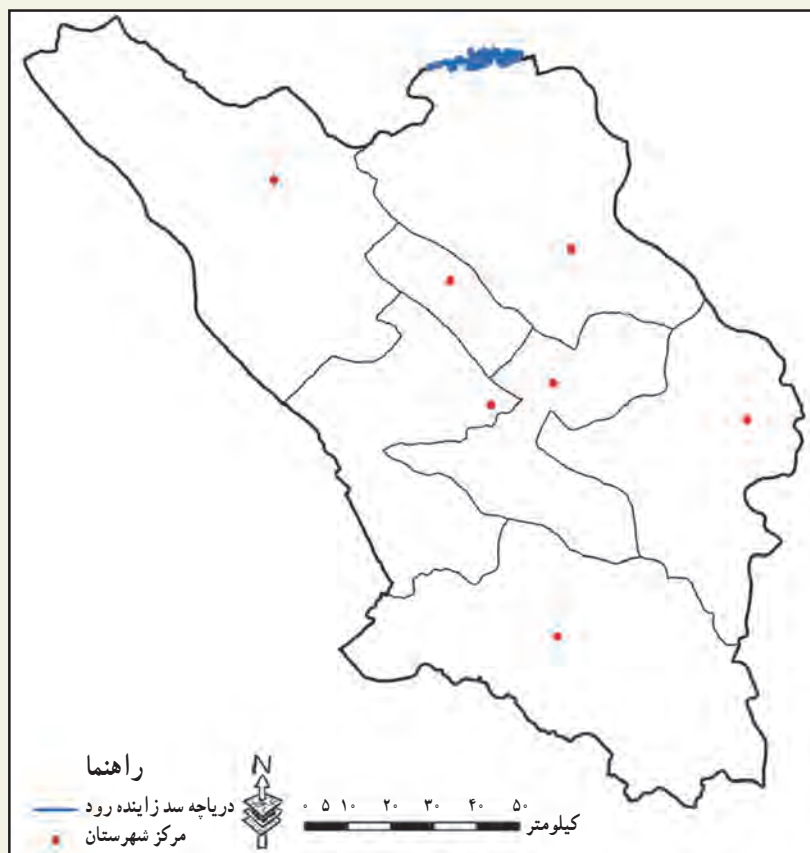 راهنما
دریاچه سد زاینده رود
مرکز شهرستان
N
۰ ۵ ۱۰ ۲۰ ۳۰ ۴۰ ۵۰
کیلومتر